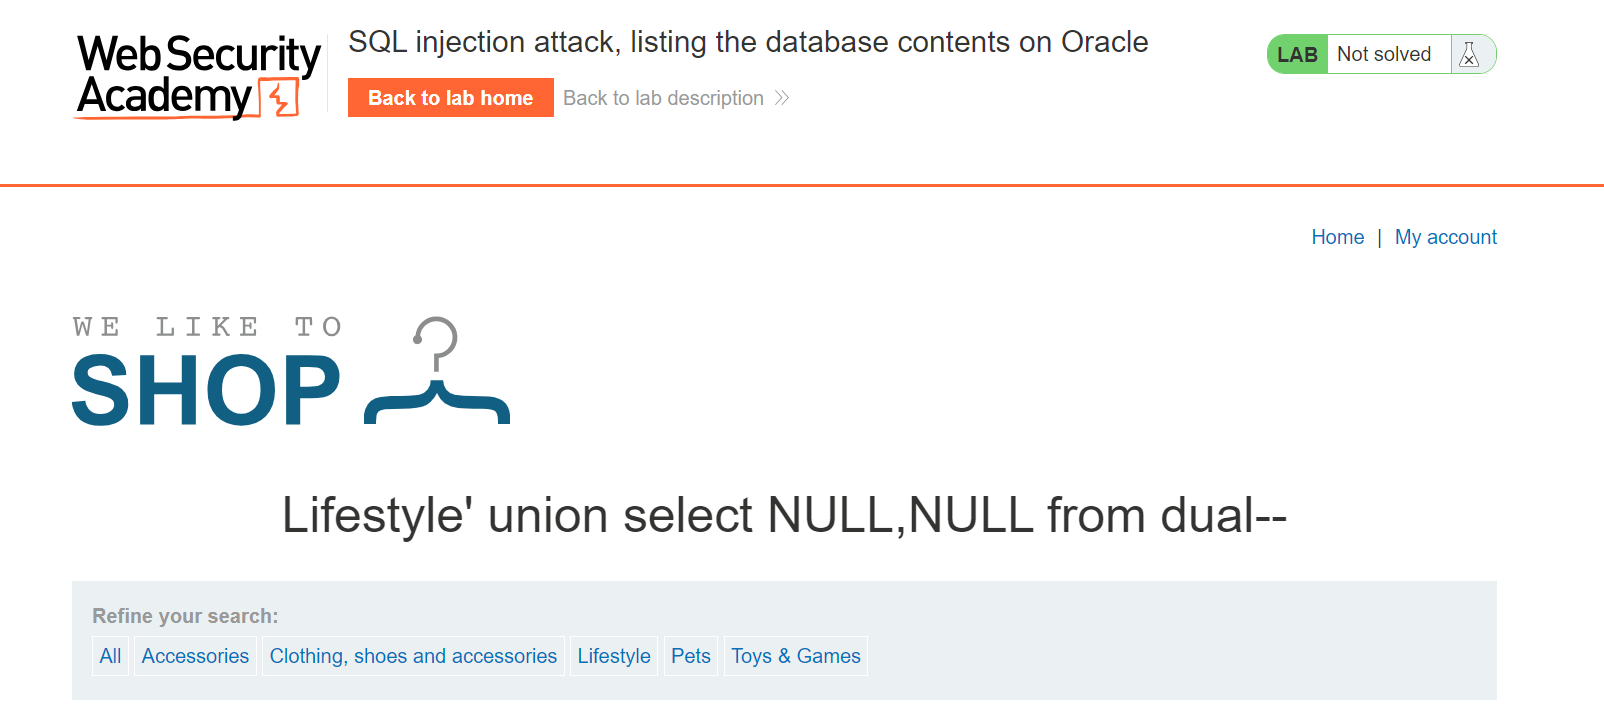 Web Security
Academy
SQL injection attack, listing the database contents on Oracle
Back to lab home
Back to lab description
LAB
Not solved
Home | My account
WE LIKE TO
SHOP
Lifestyle' union select NULL,NULL from dual--
Refine your search:
All Accessories Clothing, shoes and accessories Lifestyle Pets Toys & Games